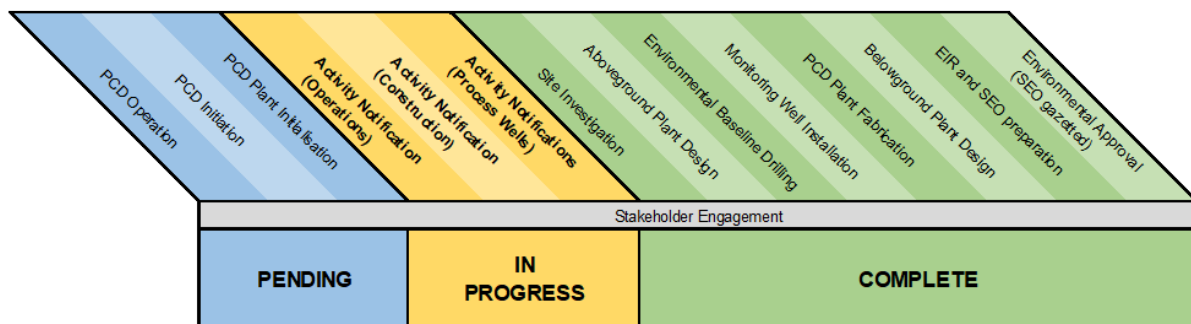 PCD Operation
PCD Initiation
PCD Plant Initialisation
Activity Notification
(Operations)
Activity Notification
(Construction)
Activity Notifications
(Process Wells)
Site Investigation
Aboveground Plant Design
Environmental Baseline Drilling
Monitoring Well Installation
PCD Plant Fabrication
Belowground Plant Design
EIR and SEO preparation
Environmental Approval
(SEO gazetted)
Stakeholder Engagement
PENDING
IN
PROGRESS
COMPLETE